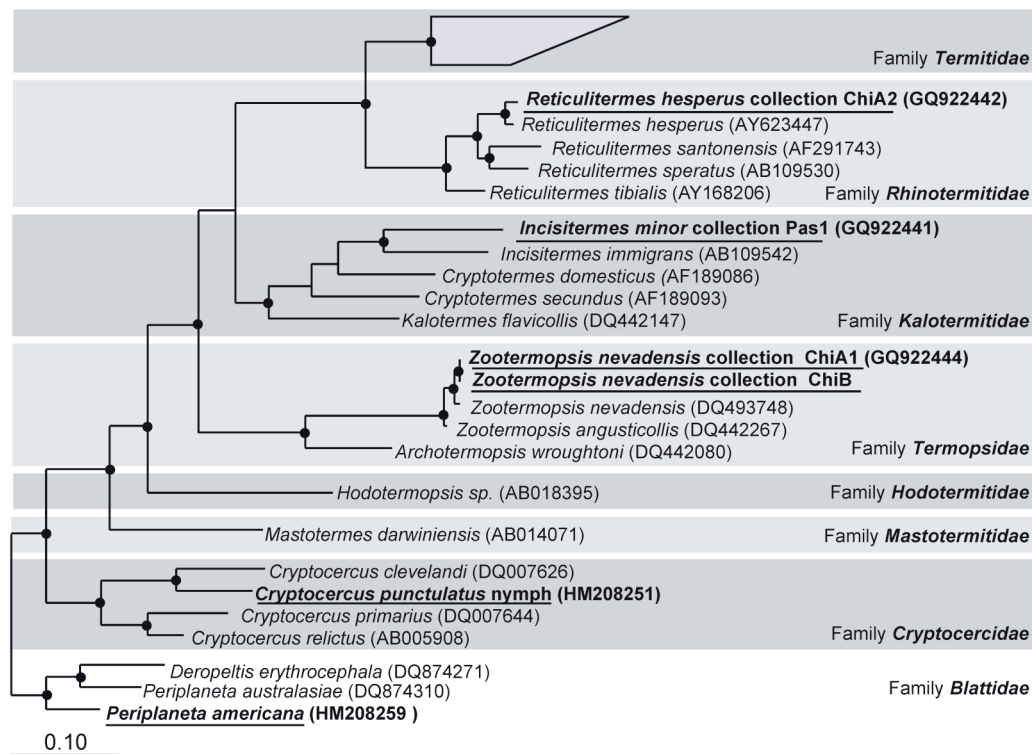 Family Termitidae
Reticulitermes hesperus collection ChiA2 (GQ922442)
Reticulitermes hesperus (AY623447)
Reticulitermes santonensis (AF291743)
Reticulitermes speratus (AB109530)
Reticulitermes tibialis (AY168206)
Family Rhinotermitidae
Incisitermes minor collection Pas1 (GQ922441)
Incisitermes immigrans (AB109542)
Cryptotermes domesticus (AF189086)
Cryptotermes secundus (AF189093)
Kalotermes flavicollis (DQ442147)
Family Kalotermitidae
Zootermopsis nevadensis collection ChiA1 (GQ922444)
Zootermopsis nevadensis collection ChiB
Zootermopsis nevadensis (DQ493748)
Zootermopsis angusticollis (DQ442267)
Archotermopsis wroughtoni (DQ442080)
Family Termopsidae
Hodotermopsis sp. (AB018395)
Family Hodotermitidae
Mastotermes darwiniensis (AB014071)
Family Mastotermitidae
Cryptocercus clevelandi (DQ007626)
Cryptocercus punctulatus nymph (HM208251)
Cryptocercus primarius (DQ007644)
Cryptocercus relictus (AB005908)
Family Cryptocercidae
Deropeltis erythrocephala (DQ874271)
Periplaneta australasiae (DQ874310)
Family Blattidae
Periplaneta americana (HM208259 )
0.10